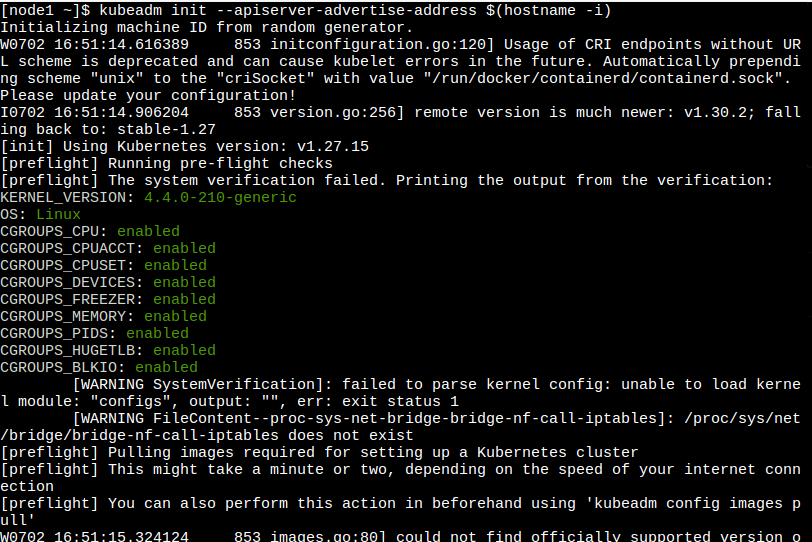 [node1 ~]$ kubeadm init --apiserver-advertise-address $(hostname -i)
Initializing machine ID from random generator.
W0702 16:51:14.616389     853 initconfiguration.go:120] Usage of CRI endpoints without UR
L scheme is deprecated and can cause kubelet errors in the future. Automatically prependi
ng scheme "unix" to the "criSocket" with value "/run/docker/containerd/containerd.sock".
Please update your configuration!
I0702 16:51:14.906204     853 version.go:256] remote version is much newer: v1.30.2; fall
ing back to: stable-1.27
[init] Using Kubernetes version: v1.27.15
[preflight] Running pre-flight checks
[preflight] The system verification failed. Printing the output from the verification:
KERNEL_VERSION: 4.4.0-210-generic
OS: Linux
CGROUPS_CPU: enabled
CGROUPS_CPUACCT: enabled
CGROUPS_CPUSET: enabled
CGROUPS_DEVICES: enabled
CGROUPS_FREEZER: enabled
CGROUPS_MEMORY: enabled
CGROUPS_PIDS: enabled
CGROUPS_HUGETLB: enabled
CGROUPS_BLKIO: enabled
        [WARNING SystemVerification]: failed to parse kernel config: unable to load kerne
l module: "configs", output: "", err: exit status 1
        [WARNING FileContent--proc-sys-net-bridge-bridge-nf-call-iptables]: /proc/sys/net
/bridge/bridge-nf-call-iptables does not exist
[preflight] Pulling images required for setting up a Kubernetes cluster
[preflight] This might take a minute or two, depending on the speed of your internet conn
ection
[preflight] You can also perform this action in beforehand using 'kubeadm config images p
ull'
W0702 16:51:15.324124     853 images.go:80] could not find officially supported version o